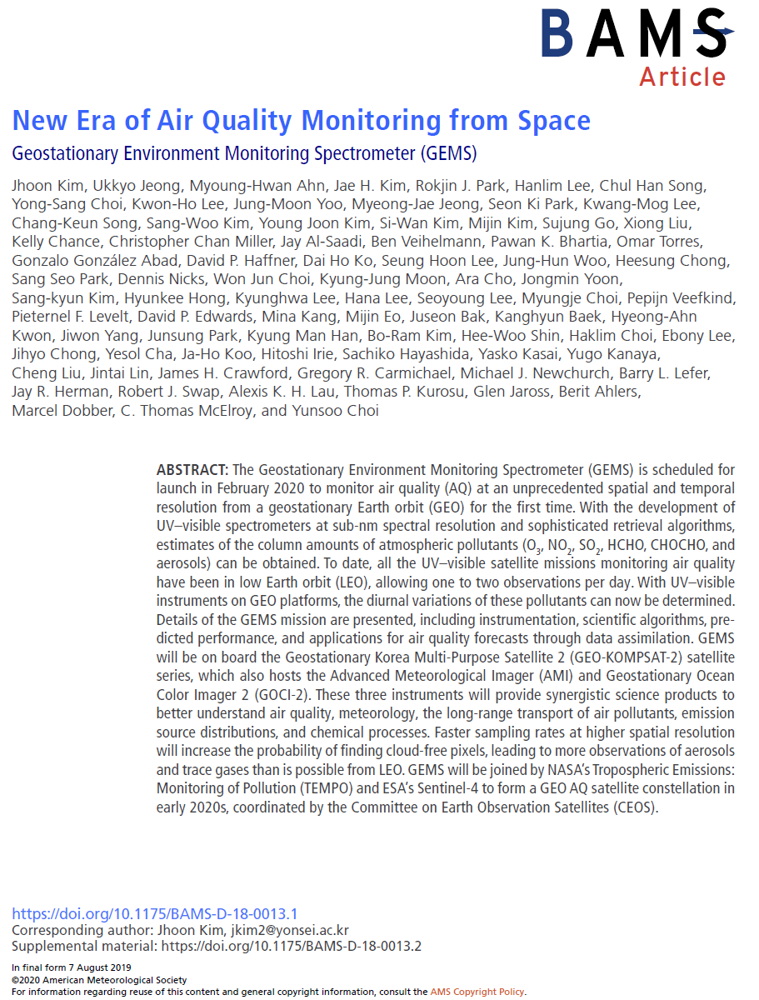 BAMS
Article
New Era of Air Quality Monitoring from Space
Geostationary Environment Monitoring Spectrometer (GEMS)
Jhoon Kim, Ukkyo Jeong, Myoung-Hwan Ahn, Jae H. Kim, Rokjin J. Park, Hanlim Lee, Chul Han Song,
Yong-Sang Choi, Kwon-Ho Lee, Jung-Moon Yoo, Myeong-Jae Jeong, Seon Ki Park, Kwang-Mog Lee,
Chang-Keun Song, Sang-Woo Kim, Young Joon Kim, Si-Wan Kim, Mijin Kim, Sujung Go, Xiong Liu,
Kelly Chance, Christopher Chan Miller, Jay Al-Saadi, Ben Veihelmann, Pawan K. Bhartia, Omar Torres,
Gonzalo González Abad, David P. Haffner, Dai Ho Ko, Seung Hoon Lee, Jung-Hun Woo, Heesung Chong,
Sang Seo Park, Dennis Nicks, Won Jun Choi, Kyung-Jung Moon, Ara Cho, Jongmin Yoon,
Sang-kyun Kim, Hyunkee Hong, Kyunghwa Lee, Hana Lee, Seoyoung Lee, Myungje Choi, Pepijn Veefkind,
Pieternel F. Levelt, David P. Edwards, Mina Kang, Mijin Eo, Juseon Bak, Kanghyun Baek, Hyeong-Ahn
Kwon, Jiwon Yang, Junsung Park, Kyung Man Han, Bo-Ram Kim, Hee-Woo Shin, Haklim Choi, Ebony Lee,
Jihyo Chong, Yesol Cha, Ja-Ho Koo, Hitoshi Irie, Sachiko Hayashida, Yasko Kasai, Yugo Kanaya,
Cheng Liu, Jintai Lin, James H. Crawford, Gregory R. Carmichael, Michael J. Newchurch, Barry L. Lefer,
Jay R. Herman, Robert J. Swap, Alexis K. H. Lau, Thomas P. Kurosu, Glen Jaross, Berit Ahlers,
Marcel Dobber, C. Thomas McElroy, and Yunsoo Choi
ABSTRACT: The Geostationary Environment Monitoring Spectrometer (GEMS) is scheduled for
launch in February 2020 to monitor air quality (AQ) at an unprecedented spatial and temporal
resolution from a geostationary Earth orbit (GEO) for the first time. With the development of
UV–visible spectrometers at sub-nm spectral resolution and sophisticated retrieval algorithms,
estimates of the column amounts of atmospheric pollutants (O₃, NO₂, SO₂, HCHO, CHOCHO, and
aerosols) can be obtained. To date, all the UV–visible satellite missions monitoring air quality
have been in low Earth orbit (LEO), allowing one to two observations per day. With UV–visible
instruments on GEO platforms, the diurnal variations of these pollutants can now be determined.
Details of the GEMS mission are presented, including instrumentation, scientific algorithms, pre-
dicted performance, and applications for air quality forecasts through data assimilation. GEMS
will be on board the Geostationary Korea Multi-Purpose Satellite 2 (GEO-KOMPSAT-2) satellite
series, which also hosts the Advanced Meteorological Imager (AMI) and Geostationary Ocean
Color Imager 2 (GOCI-2). These three instruments will provide synergistic science products to
better understand air quality, meteorology, the long-range transport of air pollutants, emission
source distributions, and chemical processes. Faster sampling rates at higher spatial resolution
will increase the probability of finding cloud-free pixels, leading to more observations of aerosols
and trace gases than is possible from LEO. GEMS will be joined by NASA’s Tropospheric Emissions:
Monitoring of Pollution (TEMPO) and ESA’s Sentinel-4 to form a GEO AQ satellite constellation in
early 2020s, coordinated by the Committee on Earth Observation Satellites (CEOS).
https://doi.org/10.1175/BAMS-D-18-0013.1
Corresponding author: Jhoon Kim, jkim2@yonsei.ac.kr
Supplemental material: https://doi.org/10.1175/BAMS-D-18-0013.2
In final form 7 August 2019
©2020 American Meteorological Society
For information regarding reuse of this content and general copyright information, consult the AMS Copyright Policy.